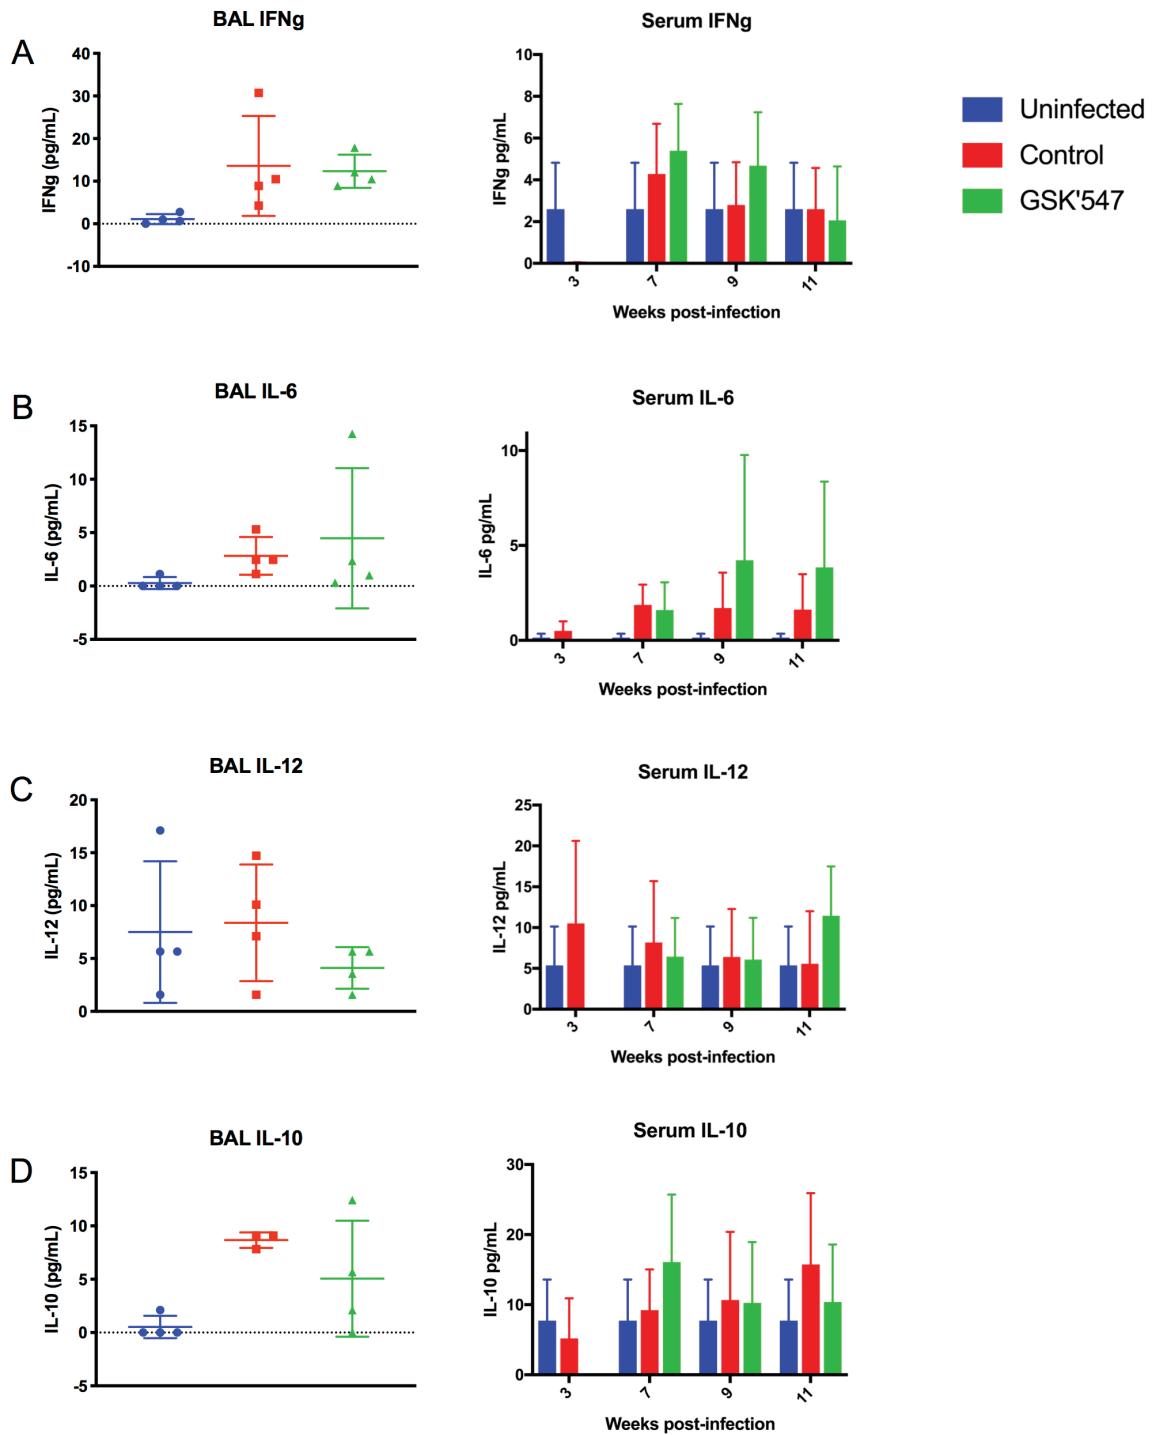 A
BAL IFNg
IFNg (pg/mL)
40
30
20
10
0
-10
Serum IFNg
IFNg pg/mL
10
8
6
4
2
0
3
7
9
11
Weeks post-infection
Uninfected
Control
GSK'547
B
BAL IL-6
IL-6 (pg/mL)
15
10
5
0
-5
Serum IL-6
IL-6 pg/mL
10
5
0
3
7
9
11
Weeks post-infection
C
BAL IL-12
IL-12 (pg/mL)
20
15
10
5
0
Serum IL-12
IL-12 pg/mL
25
20
15
10
5
0
3
7
9
11
Weeks post-infection
D
BAL IL-10
IL-10 (pg/mL)
15
10
5
0
-5
Serum IL-10
IL-10 pg/mL
30
20
10
0
3
7
9
11
Weeks post-infection